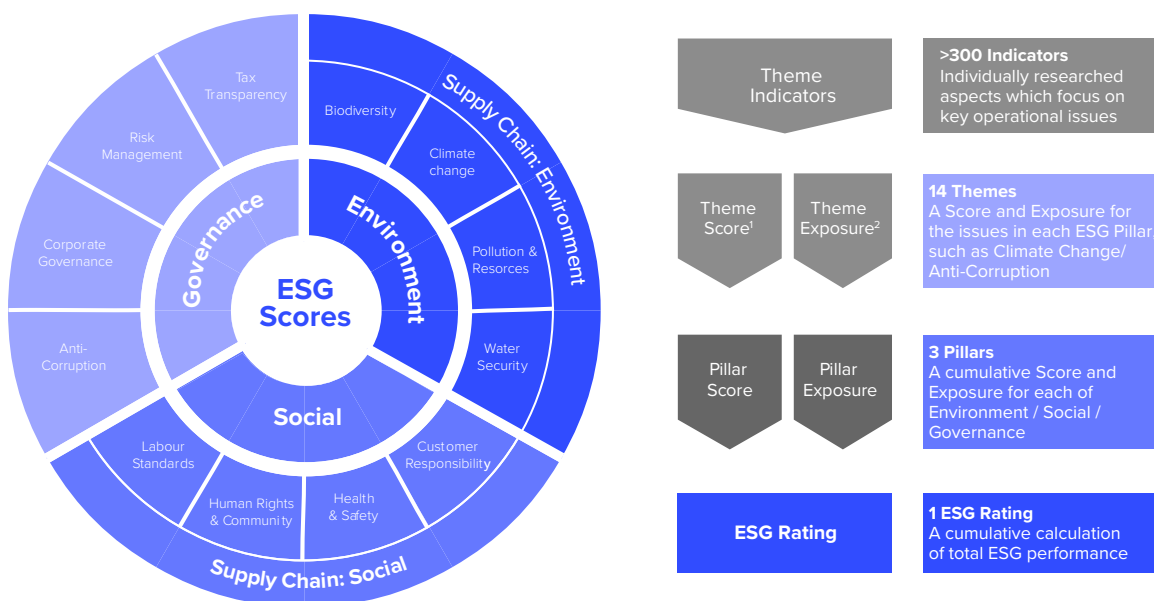 Tax
Transparency
Risk
Management
Corporate
Governance
Anti-
Corruption
Governance
Biodiversity
Climate
change
Pollution &
Resorces
Water
Security
Environment
Supply Chain: Environment
ESG
Scores
Social
Labour
Standards
Human Rights
& Community
Health
& Safety
Customer
Responsibility
Supply Chain: Social
Theme
Indicators
>300 Indicators
Individually researched
aspects which focus on
key operational issues
Theme
Score1
Theme
Exposure2
14 Themes
A Score and Exposure for
the issues in each ESG Pillar
such as Climate Change/
Anti-Corruption
Pillar
Score
Pillar
Exposure
3 Pillars
A cumulative Score and
Exposure for each of
Environment / Social /
Governance
ESG Rating
1 ESG Rating
A cumulative calculation
of total ESG performance